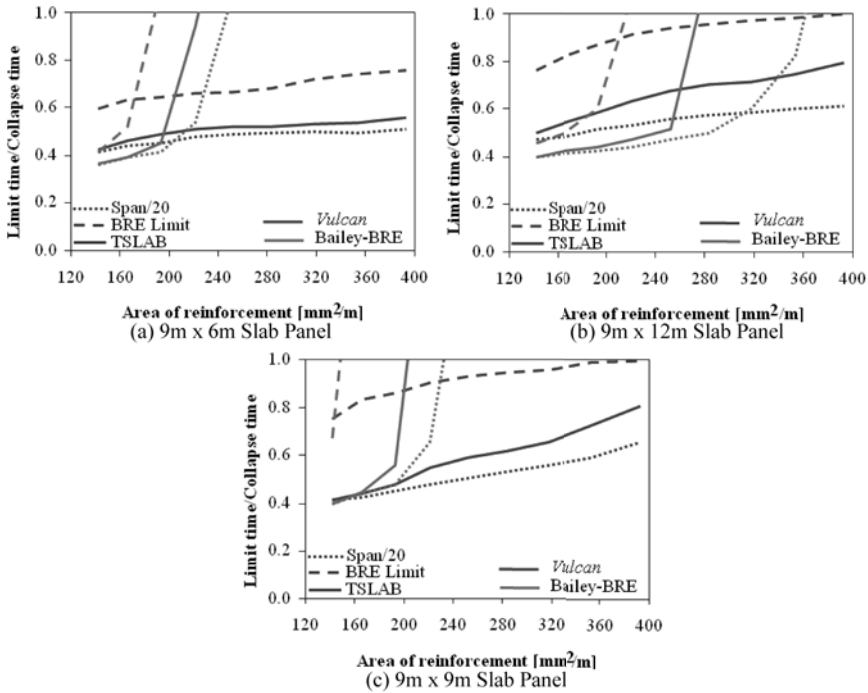 1.0
0.8
0.6
0.4
0.2
0.0
Limit time/Collapse time
Span/20
BRE Limit
TSLAB
Vulcan
Bailey-BRE
120 160 200 240 280 320 360 400
Area of reinforcement [mm2/m]
(a) 9m x 6m Slab Panel
1.0
0.8
0.6
0.4
0.2
0.0
Limit time/Collapse time
Span/20
BRE Limit
TSLAB
Vulcan
Bailey-BRE
120 160 200 240 280 320 360 400
Area of reinforcement [mm2/m]
(b) 9m x 12m Slab Panel
1.0
0.8
0.6
0.4
0.2
0.0
Limit time/Collapse time
Span/20
BRE Limit
TSLAB
Vulcan
Bailey-BRE
120 160 200 240 280 320 360 400
Area of reinforcement [mm2/m]
(c) 9m x 9m Slab Panel